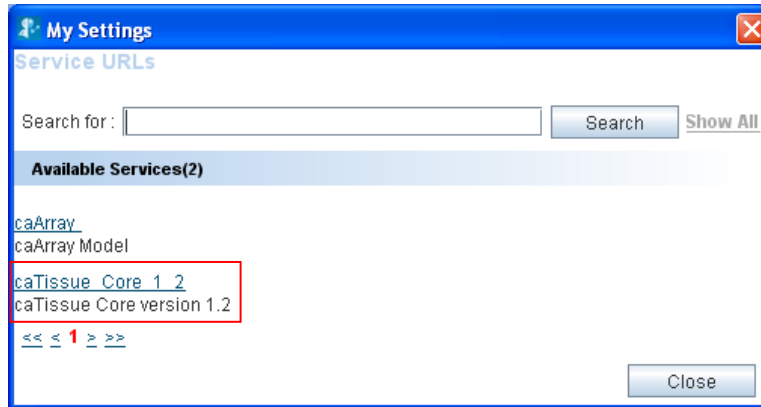 My Settings
Service URLs
Search for : Search Show All
Available Services(2)
caArray_
caArray Model
caTissue_Core_1_2
caTissue Core version 1.2
<< < 1 > >>
Close